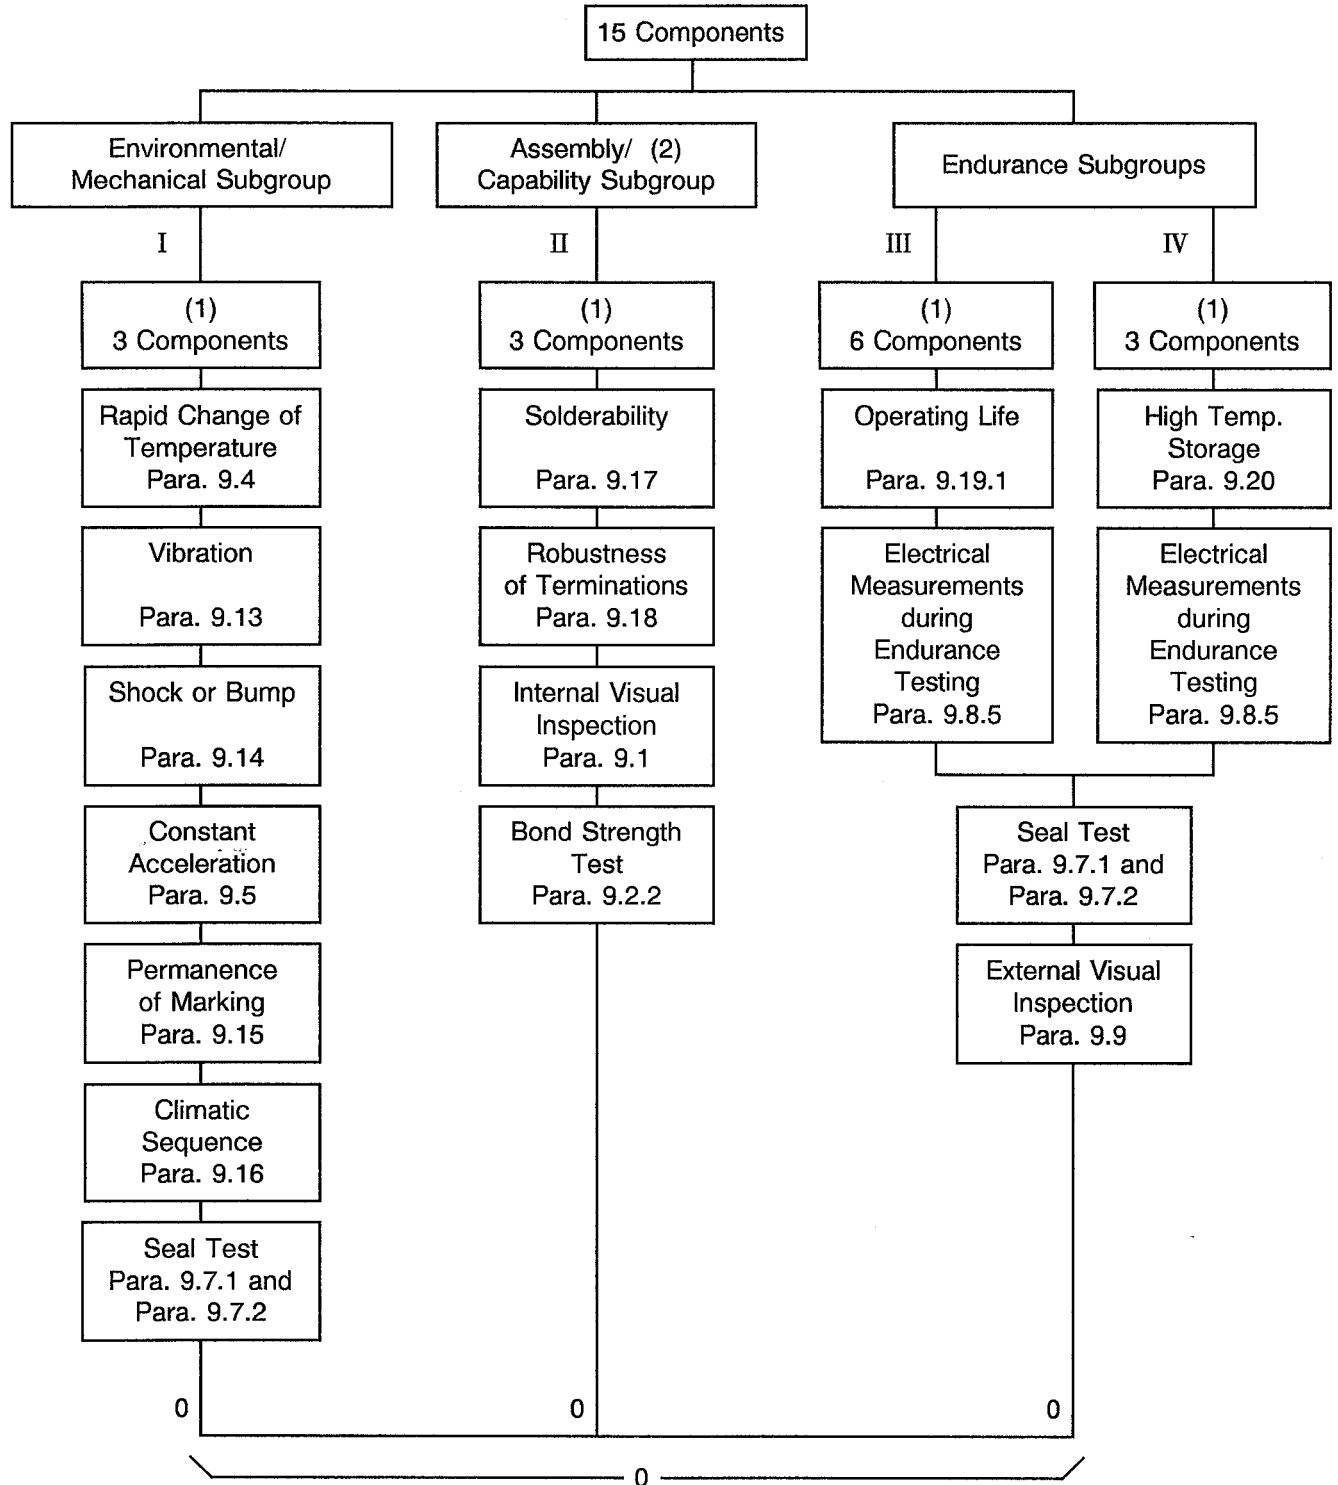 15 Components
Environmental/
Mechanical Subgroup
Assembly/ (2)
Capability Subgroup
Endurance Subgroups
I
II
III
IV
(1)
3 Components
(1)
3 Components
(1)
6 Components
(1)
3 Components
Rapid Change of
Temperature
Para. 9.4
Solderability
Para. 9.17
Operating Life
Para. 9.19.1
High Temp.
Storage
Para. 9.20
Vibration
Para. 9.13
Robustness
of Terminations
Para. 9.18
Electrical
Measurements
during
Endurance
Testing
Para. 9.8.5
Electrical
Measurements
during
Endurance
Testing
Para. 9.8.5
Shock or Bump
Para. 9.14
Internal Visual
Inspection
Para. 9.1
Constant
Acceleration
Para. 9.5
Bond Strength
Test
Para. 9.2.2
Seal Test
Para. 9.7.1 and
Para. 9.7.2
Permanence
of Marking
Para. 9.15
External Visual
Inspection
Para. 9.9
Climatic
Sequence
Para. 9.16
Seal Test
Para. 9.7.1 and
Para. 9.7.2
0
0
0
0